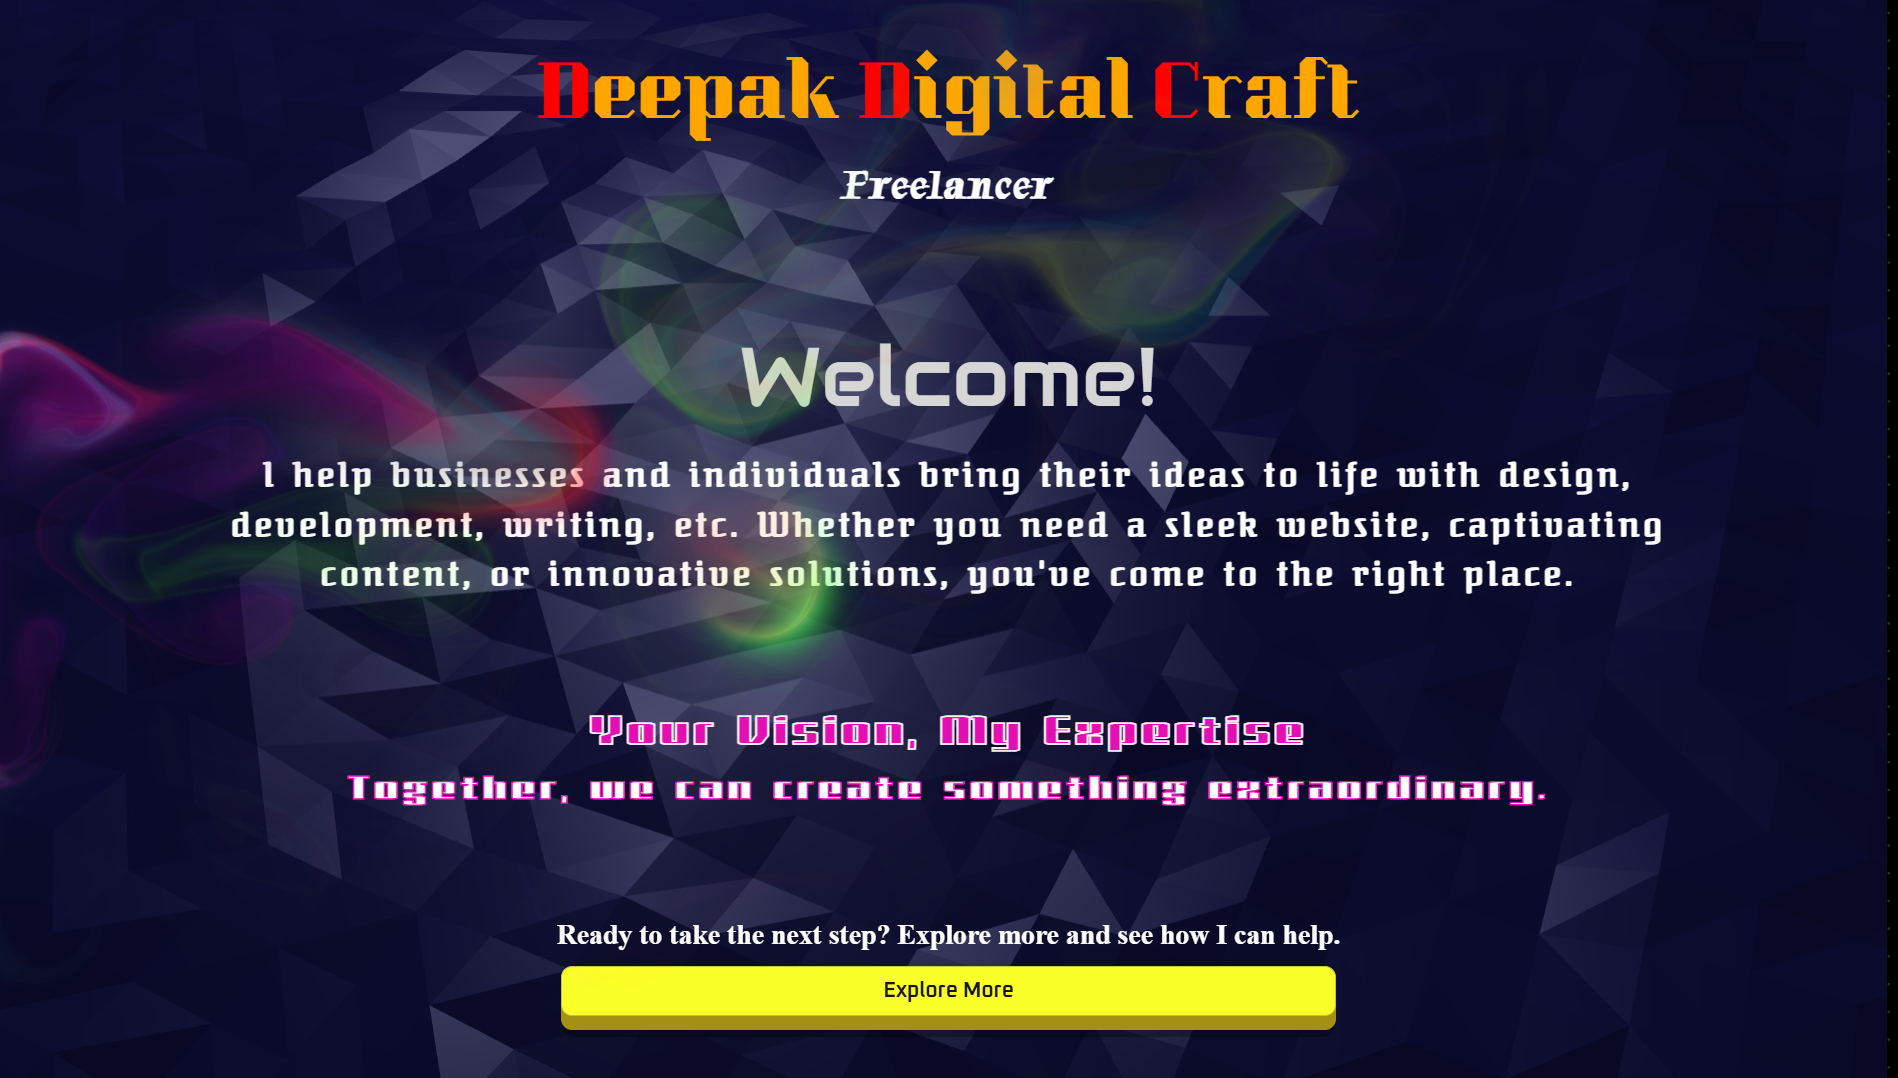 Deepak Digital Craft
Freelancer
Welcome!
I help businesses and individuals bring their ideas to life with design,
development, writing, etc. Whether you need a sleek website, captivating
content, or innovative solutions, you've come to the right place.
Your Vision, My Expertise
Together, we can create something extraordinary.
Ready to take the next step? Explore more and see how I can help.
Explore More